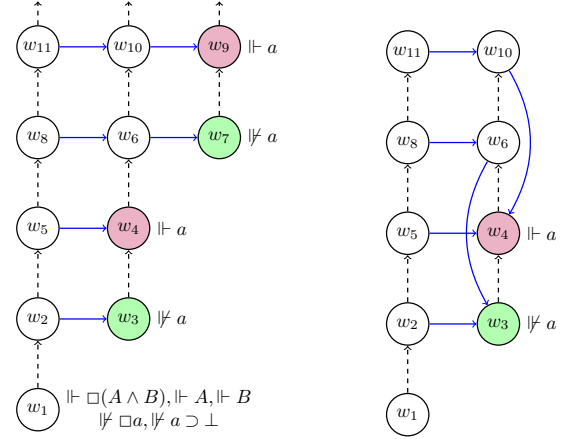 w₁₁ w₁₀ w₉ ⊩ a
w₈ w₆ w₇ ⊮ a
w₅ w₄ ⊩ a
w₂ w₃ ⊮ a
w₁ ⊩ □(A ∧ B), ⊩ A, ⊩ B
⊮ □a, ⊮ a ⊃ ⊥
w₁₁ w₁₀
w₈ w₆
w₅ w₄ ⊩ a
w₂ w₃ ⊮ a
w₁